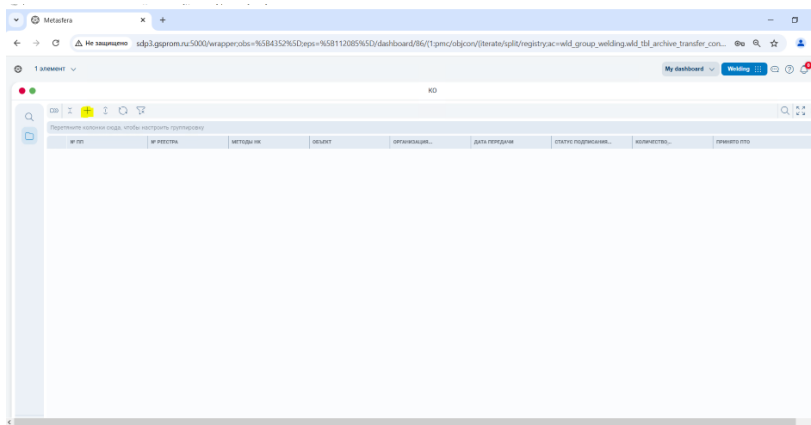 Metasfera
Не защищено sdp3.gsprom.ru:5000/wrapper;obs=%5B4352%5D;eps=%5B112085%5D/dashboard/86/(1:pmc/objcon/(iterate/split/registry;ac=wld_group_welding.wld_tbl_archive_transfer_con...
1 элемент My dashboard Welding
КО
Перетяните колонки сюда, чтобы настроить группировку
№ ПП № РЕЕСТРА МЕТОДЫ НК ОБЪЕКТ ОРГАНИЗАЦИЯ... ДАТА ПЕРЕДАЧИ СТАТУС ПОДПИСАНИЯ... КОЛИЧЕСТВО,... ПРИНЯТО ПТО